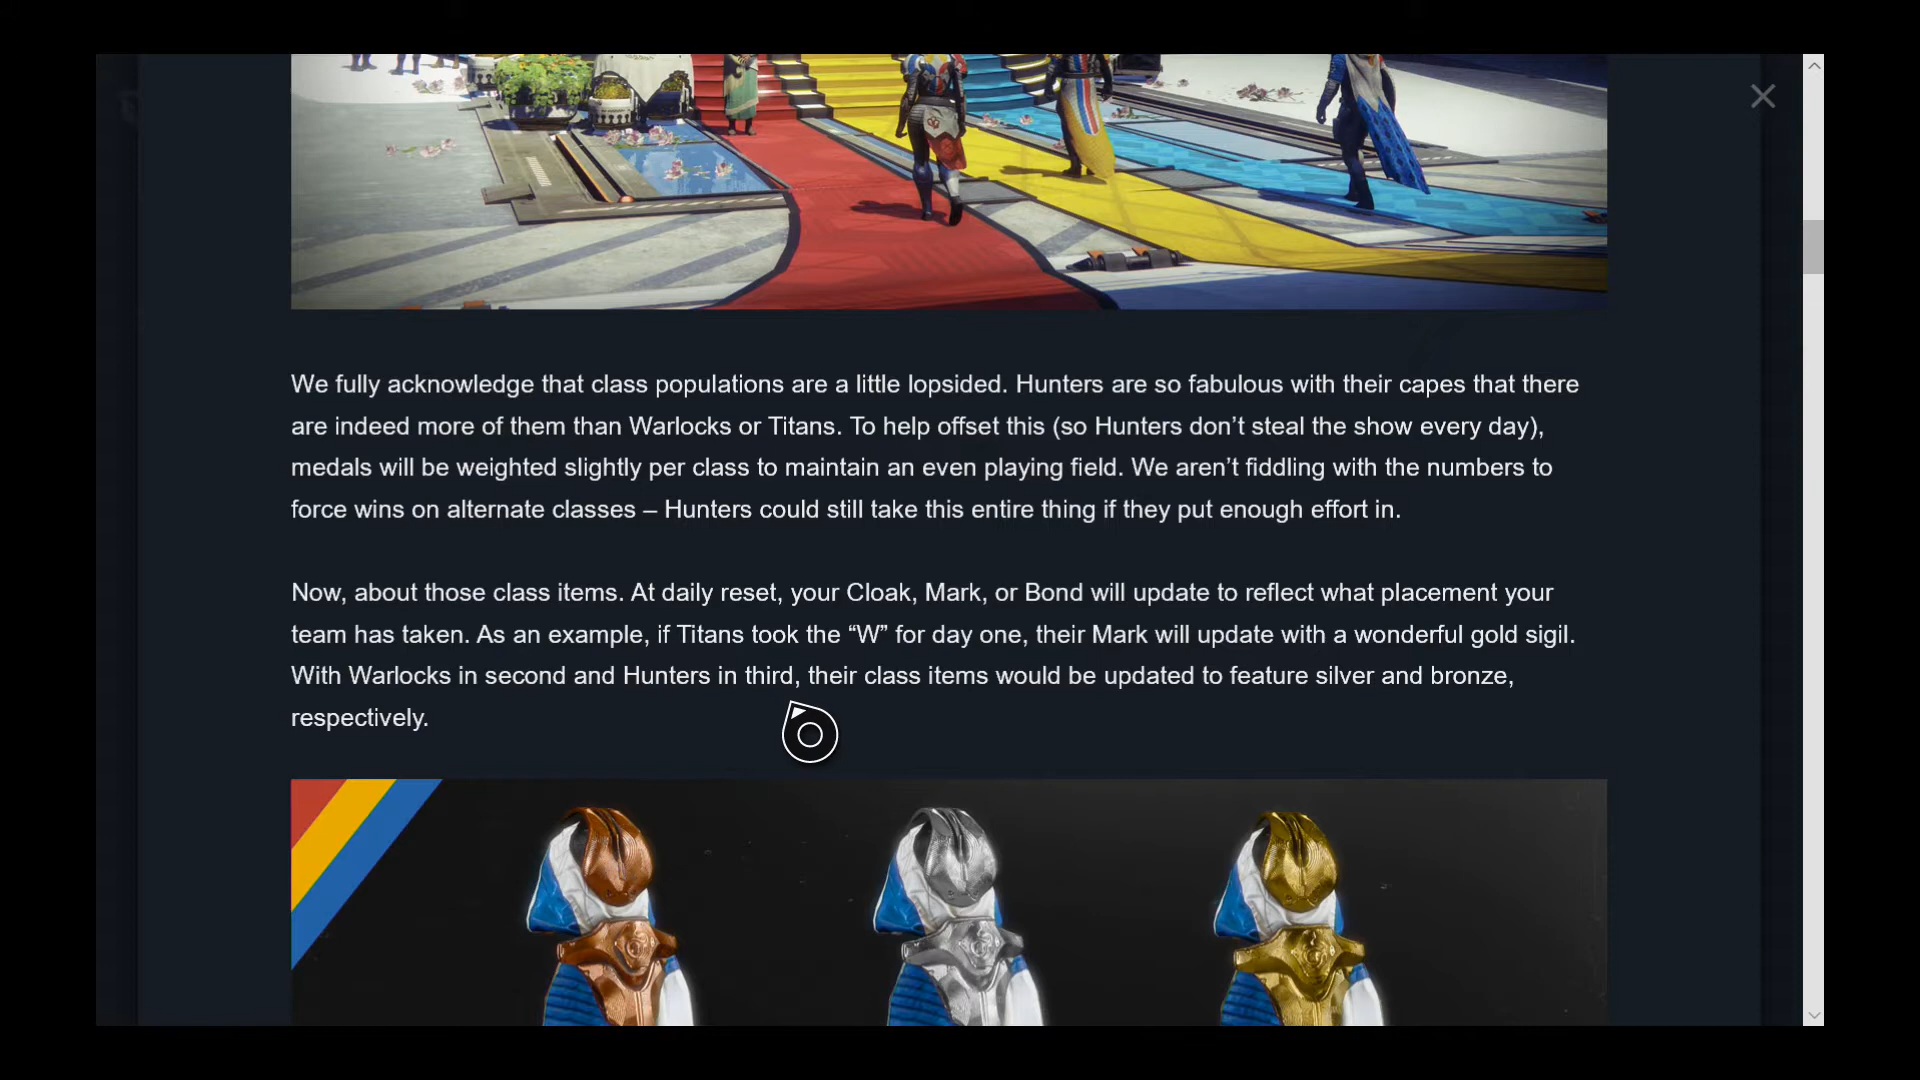 We fully acknowledge that class populations are a little lopsided. Hunters are so fabulous with their capes that there
are indeed more of them than Warlocks or Titans. To help offset this (so Hunters don’t steal the show every day),
medals will be weighted slightly per class to maintain an even playing field. We aren’t fiddling with the numbers to
force wins on alternate classes – Hunters could still take this entire thing if they put enough effort in.
Now, about those class items. At daily reset, your Cloak, Mark, or Bond will update to reflect what placement your
team has taken. As an example, if Titans took the “W” for day one, their Mark will update with a wonderful gold sigil.
With Warlocks in second and Hunters in third, their class items would be updated to feature silver and bronze,
respectively.